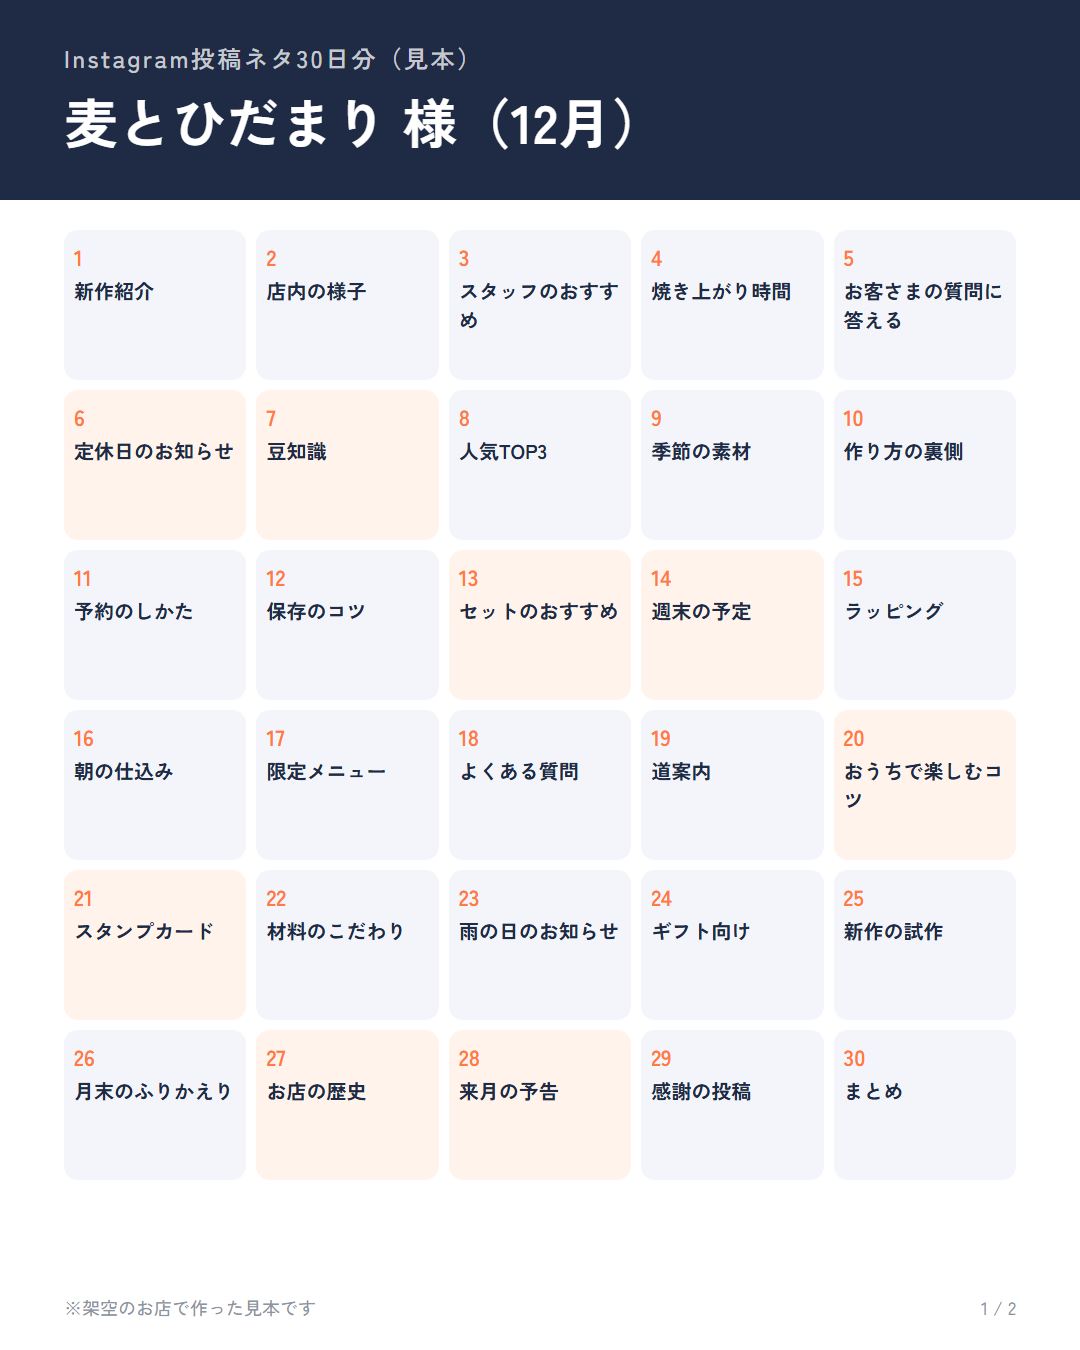 Instagram投稿ネタ30日分（見本）
麦とひだまり 様（12月）
1
新作紹介
2
店内の様子
3
スタッフのおすす
め
4
焼き上がり時間
5
お客さまの質問に
答える
6
定休日のお知らせ
7
豆知識
8
人気TOP3
9
季節の素材
10
作り方の裏側
11
予約のしかた
12
保存のコツ
13
セットのおすすめ
14
週末の予定
15
ラッピング
16
朝の仕込み
17
限定メニュー
18
よくある質問
19
道案内
20
おうちで楽しむコ
ツ
21
スタンプカード
22
材料のこだわり
23
雨の日のお知らせ
24
ギフト向け
25
新作の試作
26
月末のふりかえり
27
お店の歴史
28
来月の予告
29
感謝の投稿
30
まとめ
※架空のお店で作った見本です
1 / 2